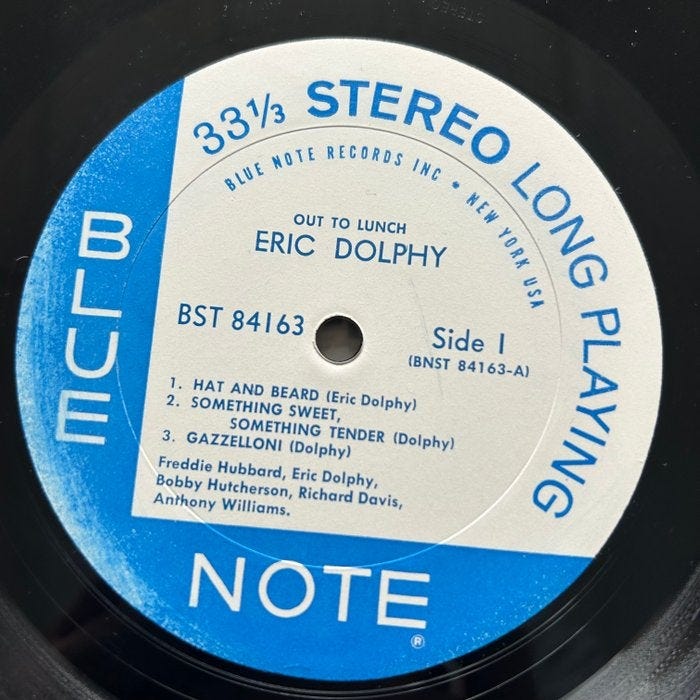 33⅓ STEREO LONG PLAYING
BLUE NOTE RECORDS INC • NEW YORK USA
OUT TO LUNCH
ERIC DOLPHY
BST 84163
Side 1
(BNST 84163-A)
1. HAT AND BEARD (Eric Dolphy)
2. SOMETHING SWEET,
SOMETHING TENDER (Dolphy)
3. GAZZELLONI (Dolphy)
Freddie Hubbard, Eric Dolphy,
Bobby Hutcherson, Richard Davis,
Anthony Williams.
BLUE
NOTE
®